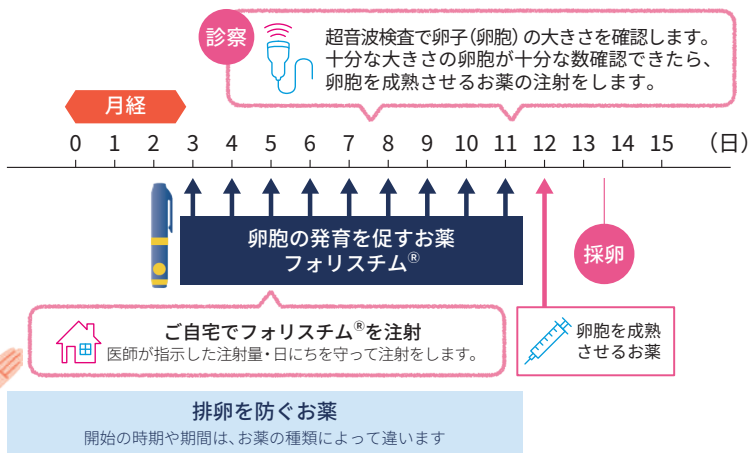 診察
超音波検査で卵子（卵胞）の大きさを確認します。
十分な大きさの卵胞が十分な数確認できたら、
卵胞を成熟させるお薬の注射をします。
月経
0 1 2 3 4 5 6 7 8 9 10 11 12 13 14 15 （日）
卵胞の発育を促すお薬
フォリスチム®
採卵
ご自宅でフォリスチム®を注射
医師が指示した注射量・日にちを守って注射をします。
卵胞を成熟
させるお薬
排卵を防ぐお薬
開始の時期や期間は、お薬の種類によって違います